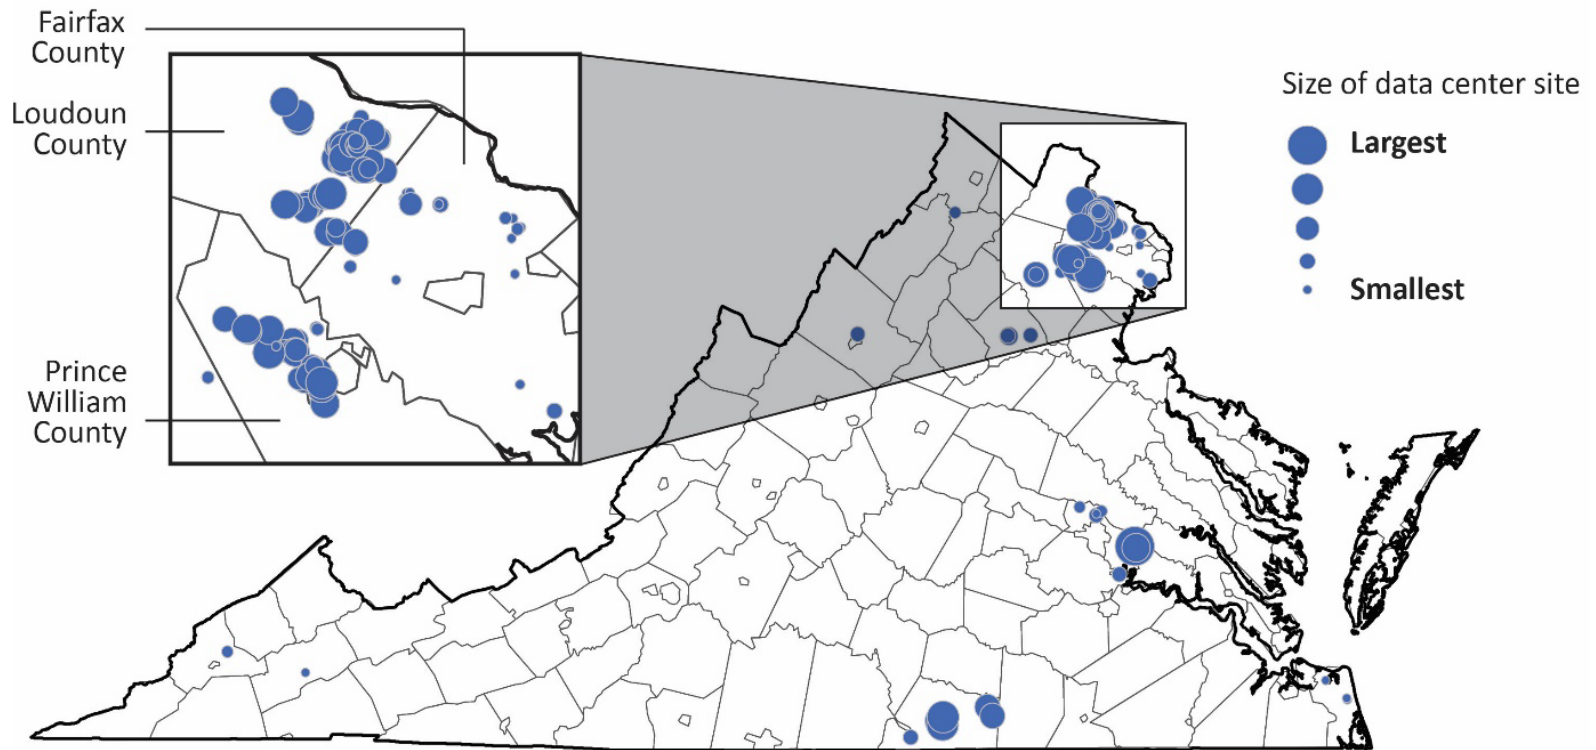 Fairfax
County
Loudoun
County
Prince
William
County
Size of data center site
Largest
Smallest